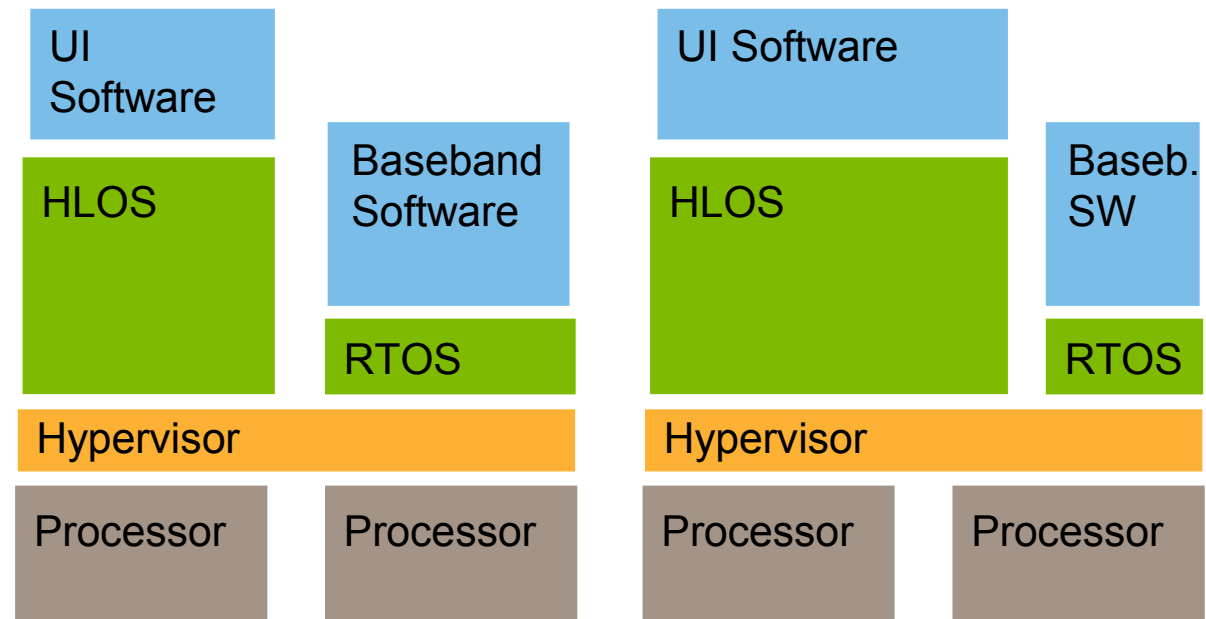 UI
Software
HLOS
Baseband
Software
RTOS
Hypervisor
Processor
Processor
UI Software
HLOS
Baseb.
SW
RTOS
Hypervisor
Processor
Processor